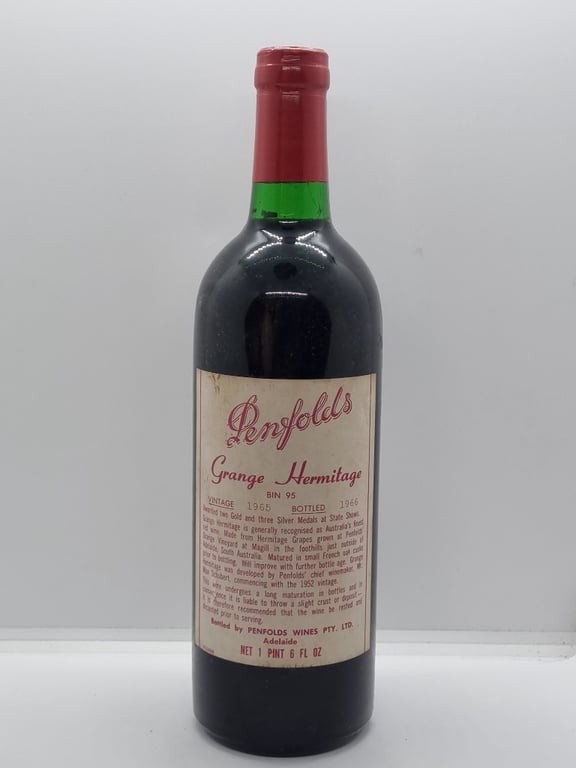 Penfolds
Grange Hermitage
BIN 95
VINTAGE 1965 BOTTLED 1966
Awarded two Gold and three Silver Medals at State Shows.
Grange Hermitage is generally recognised as Australia's finest
red wine. Made from Hermitage Grapes grown at Penfolds
Grange Vineyard at Magill in the foothills just outside of
Adelaide, South Australia. Matured in small French oak casks
prior to bottling. Will improve with further bottle age. Grange
Hermitage was developed by Penfolds' chief winemaker, Mr.
Max Schubert, commencing with the 1952 vintage.
This wine undergoes a long maturation in bottles and in
once it is liable to throw a slight crust or deposit—
it is therefore recommended that the wine be rested and
decanted prior to serving.
Bottled by PENFOLDS WINES PTY. LTD.
Adelaide
NET 1 PINT 6 FL OZ